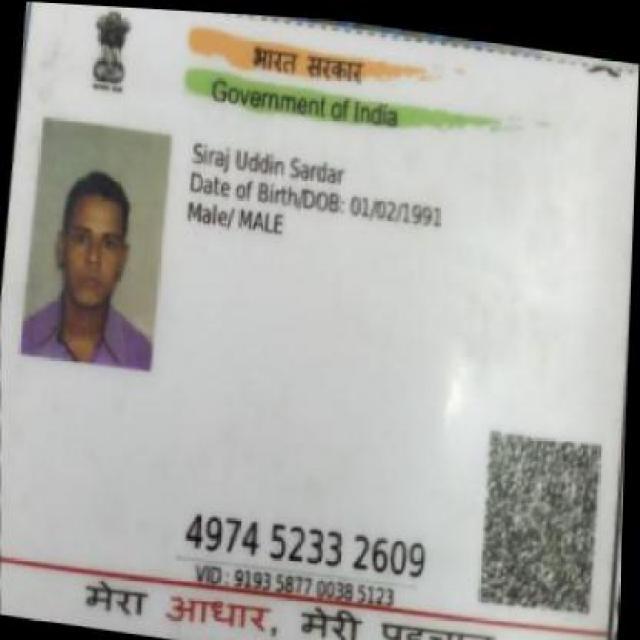 भारत सरकार
Government of India
Siraj Uddin Sardar
Date of Birth/DOB: 01/02/1991
Male/ MALE
4974 5233 2609
VID : 9193 5877 0038 5123
मेरा आधार, मेरी पहचान